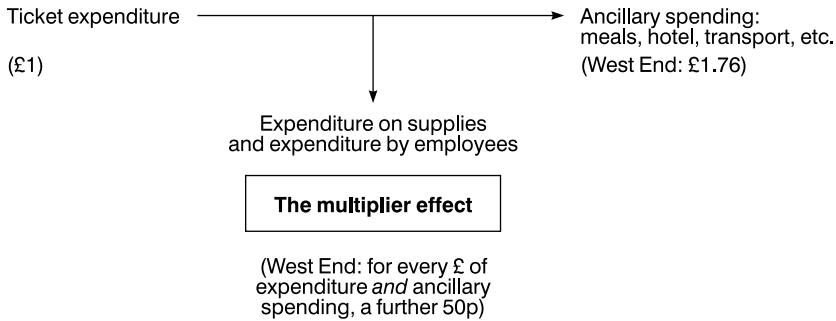 Ticket expenditure
(£1)
Ancillary spending:
meals, hotel, transport, etc.
(West End: £1.76)
Expenditure on supplies
and expenditure by employees
The multiplier effect
(West End: for every £ of
expenditure and ancillary
spending, a further 50p)